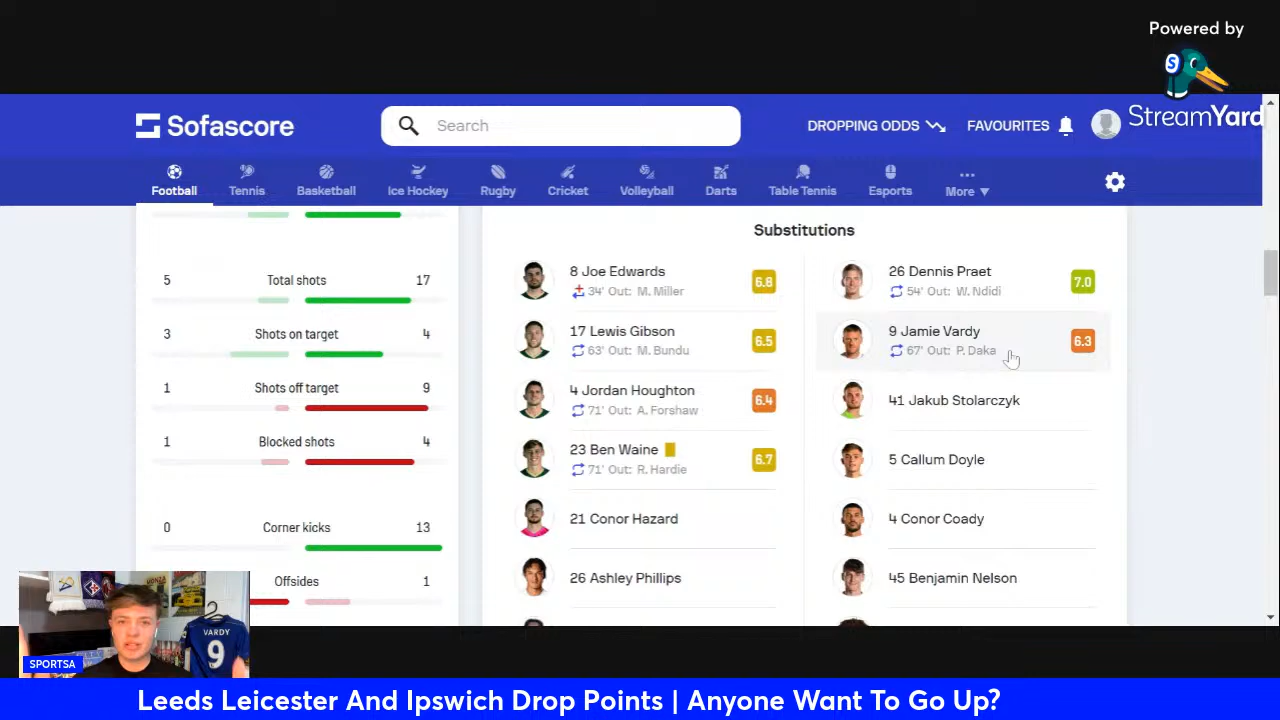 Powered by
StreamYard
S
Sofascore
Search
DROPPING ODDS
FAVOURITES
Football
Tennis
Basketball
Ice Hockey
Rugby
Cricket
Volleyball
Darts
Table Tennis
Esports
More
5 Total shots 17
3 Shots on target 4
1 Shots off target 9
1 Blocked shots 4
0 Corner kicks 13
Offsides 1
Substitutions
8 Joe Edwards 6.8
34' Out: M. Miller
17 Lewis Gibson 6.5
63' Out: M. Bundu
4 Jordan Houghton 6.4
71' Out: A. Forshaw
23 Ben Waine 6.7
71' Out: R. Hardie
21 Conor Hazard
26 Ashley Phillips
26 Dennis Praet 7.0
54' Out: W. Ndidi
9 Jamie Vardy 6.3
67' Out: P. Daka
41 Jakub Stolarczyk
5 Callum Doyle
4 Conor Coady
45 Benjamin Nelson
MONZA
VARDY
9
SPORTSA
Leeds Leicester And Ipswich Drop Points | Anyone Want To Go Up?